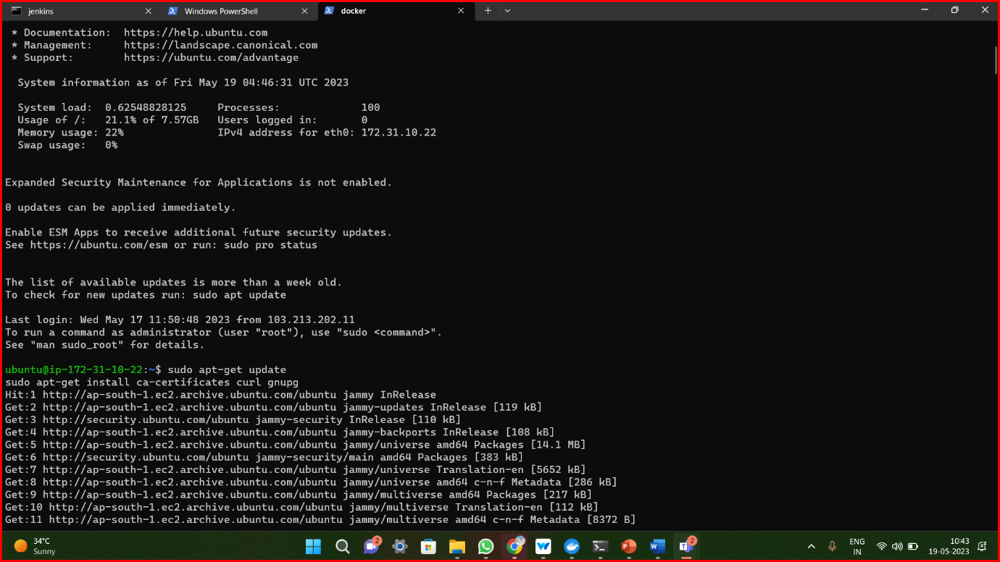 jenkins
Windows PowerShell
docker
* Documentation:  https://help.ubuntu.com
* Management:     https://landscape.canonical.com
* Support:        https://ubuntu.com/advantage
System information as of Fri May 19 04:46:31 UTC 2023
System load:  0.62548828125     Processes:             100
Usage of /:   21.1% of 7.57GB   Users logged in:       0
Memory usage: 22%               IPv4 address for eth0: 172.31.10.22
Swap usage:   0%
Expanded Security Maintenance for Applications is not enabled.
0 updates can be applied immediately.
Enable ESM Apps to receive additional future security updates.
See https://ubuntu.com/esm or run: sudo pro status
The list of available updates is more than a week old.
To check for new updates run: sudo apt update
Last login: Wed May 17 11:50:48 2023 from 103.213.202.11
To run a command as administrator (user "root"), use "sudo <command>".
See "man sudo_root" for details.
ubuntu@ip-172-31-10-22:~$ sudo apt-get update
sudo apt-get install ca-certificates curl gnupg
Hit:1 http://ap-south-1.ec2.archive.ubuntu.com/ubuntu jammy InRelease
Get:2 http://ap-south-1.ec2.archive.ubuntu.com/ubuntu jammy-updates InRelease [119 kB]
Get:3 http://security.ubuntu.com/ubuntu jammy-security InRelease [110 kB]
Get:4 http://ap-south-1.ec2.archive.ubuntu.com/ubuntu jammy-backports InRelease [108 kB]
Get:5 http://ap-south-1.ec2.archive.ubuntu.com/ubuntu jammy/universe amd64 Packages [14.1 MB]
Get:6 http://security.ubuntu.com/ubuntu jammy-security/main amd64 Packages [383 kB]
Get:7 http://ap-south-1.ec2.archive.ubuntu.com/ubuntu jammy/universe Translation-en [5652 kB]
Get:8 http://ap-south-1.ec2.archive.ubuntu.com/ubuntu jammy/universe amd64 c-n-f Metadata [286 kB]
Get:9 http://ap-south-1.ec2.archive.ubuntu.com/ubuntu jammy/multiverse amd64 Packages [217 kB]
Get:10 http://ap-south-1.ec2.archive.ubuntu.com/ubuntu jammy/multiverse Translation-en [112 kB]
Get:11 http://ap-south-1.ec2.archive.ubuntu.com/ubuntu jammy/multiverse amd64 c-n-f Metadata [8372 B]
34°C
Sunny
2
2
ENG
IN
10:43
19-05-2023